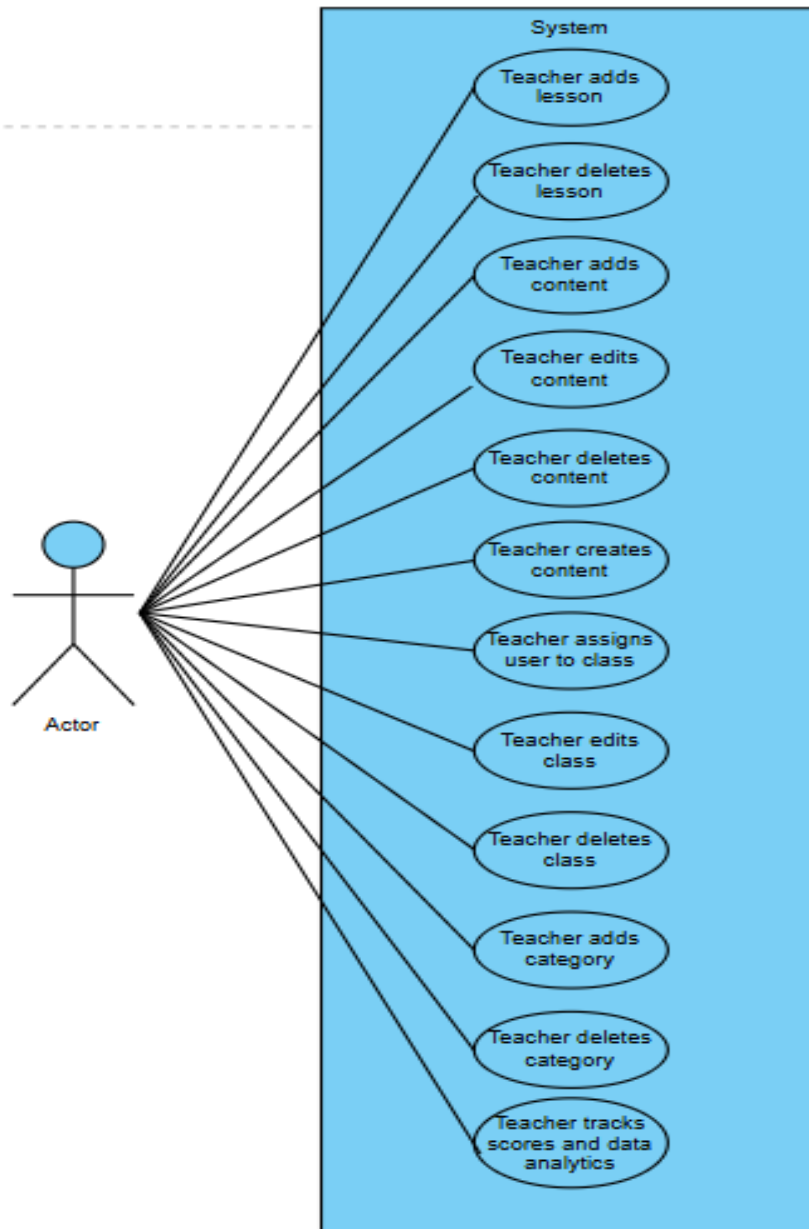 System
Teacher adds
lesson
Teacher deletes
lesson
Teacher adds
content
Teacher edits
content
Teacher deletes
content
Teacher creates
content
Teacher assigns
user to class
Actor
Teacher edits
class
Teacher deletes
class
Teacher adds
category
Teacher deletes
category
Teacher tracks
scores and data
analytics